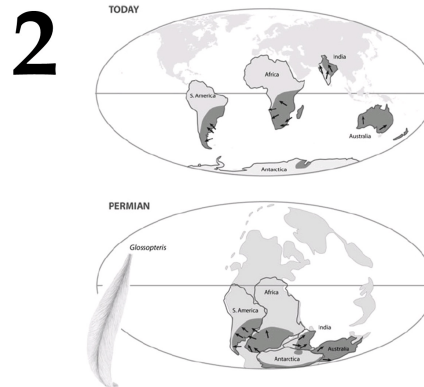 2
TODAY
India
Africa
S. America
Australia
Antarctica
PERMIAN
Glossopteris
Africa
S. America
India
Australia
Antarctica